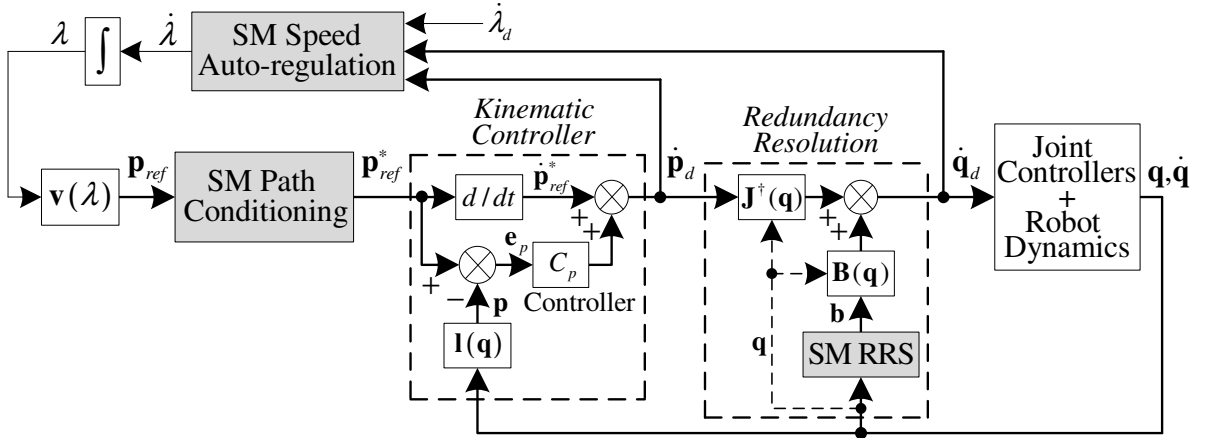 λ
∫
λ̇
SM Speed
Auto-regulation
λ̇_d
Kinematic
Controller
Redundancy
Resolution
v(λ)
p_ref
SM Path
Conditioning
p*_ref
d/dt
ṗ*_ref
+
+
ṗ_d
J†(q)
+
+
q̇_d
Joint
Controllers
+
Robot
Dynamics
q,q̇
+
−
e_p
C_p
Controller
p
l(q)
B(q)
b
q
SM RRS